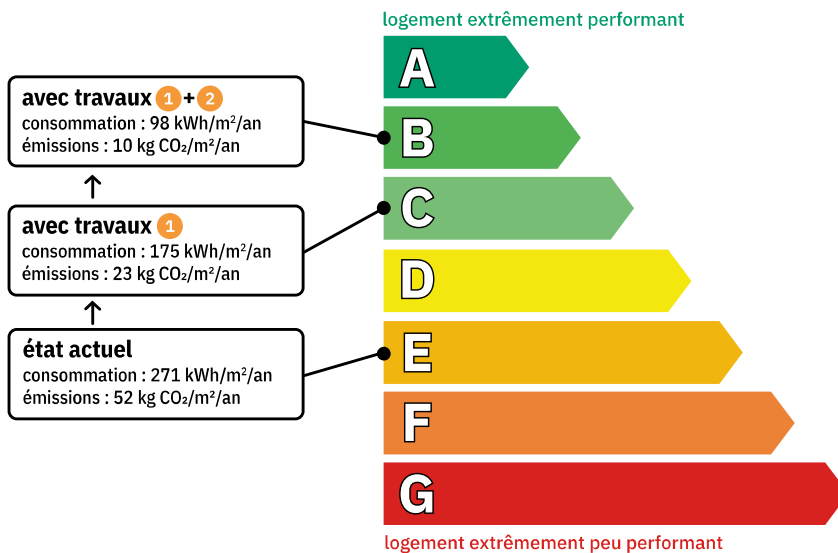 logement extrêmement performant
A
avec travaux 1 + 2
consommation : 98 kWh/m²/an
émissions : 10 kg CO₂/m²/an
B
avec travaux 1
consommation : 175 kWh/m²/an
émissions : 23 kg CO₂/m²/an
C
D
état actuel
consommation : 271 kWh/m²/an
émissions : 52 kg CO₂/m²/an
E
F
G
logement extrêmement peu performant